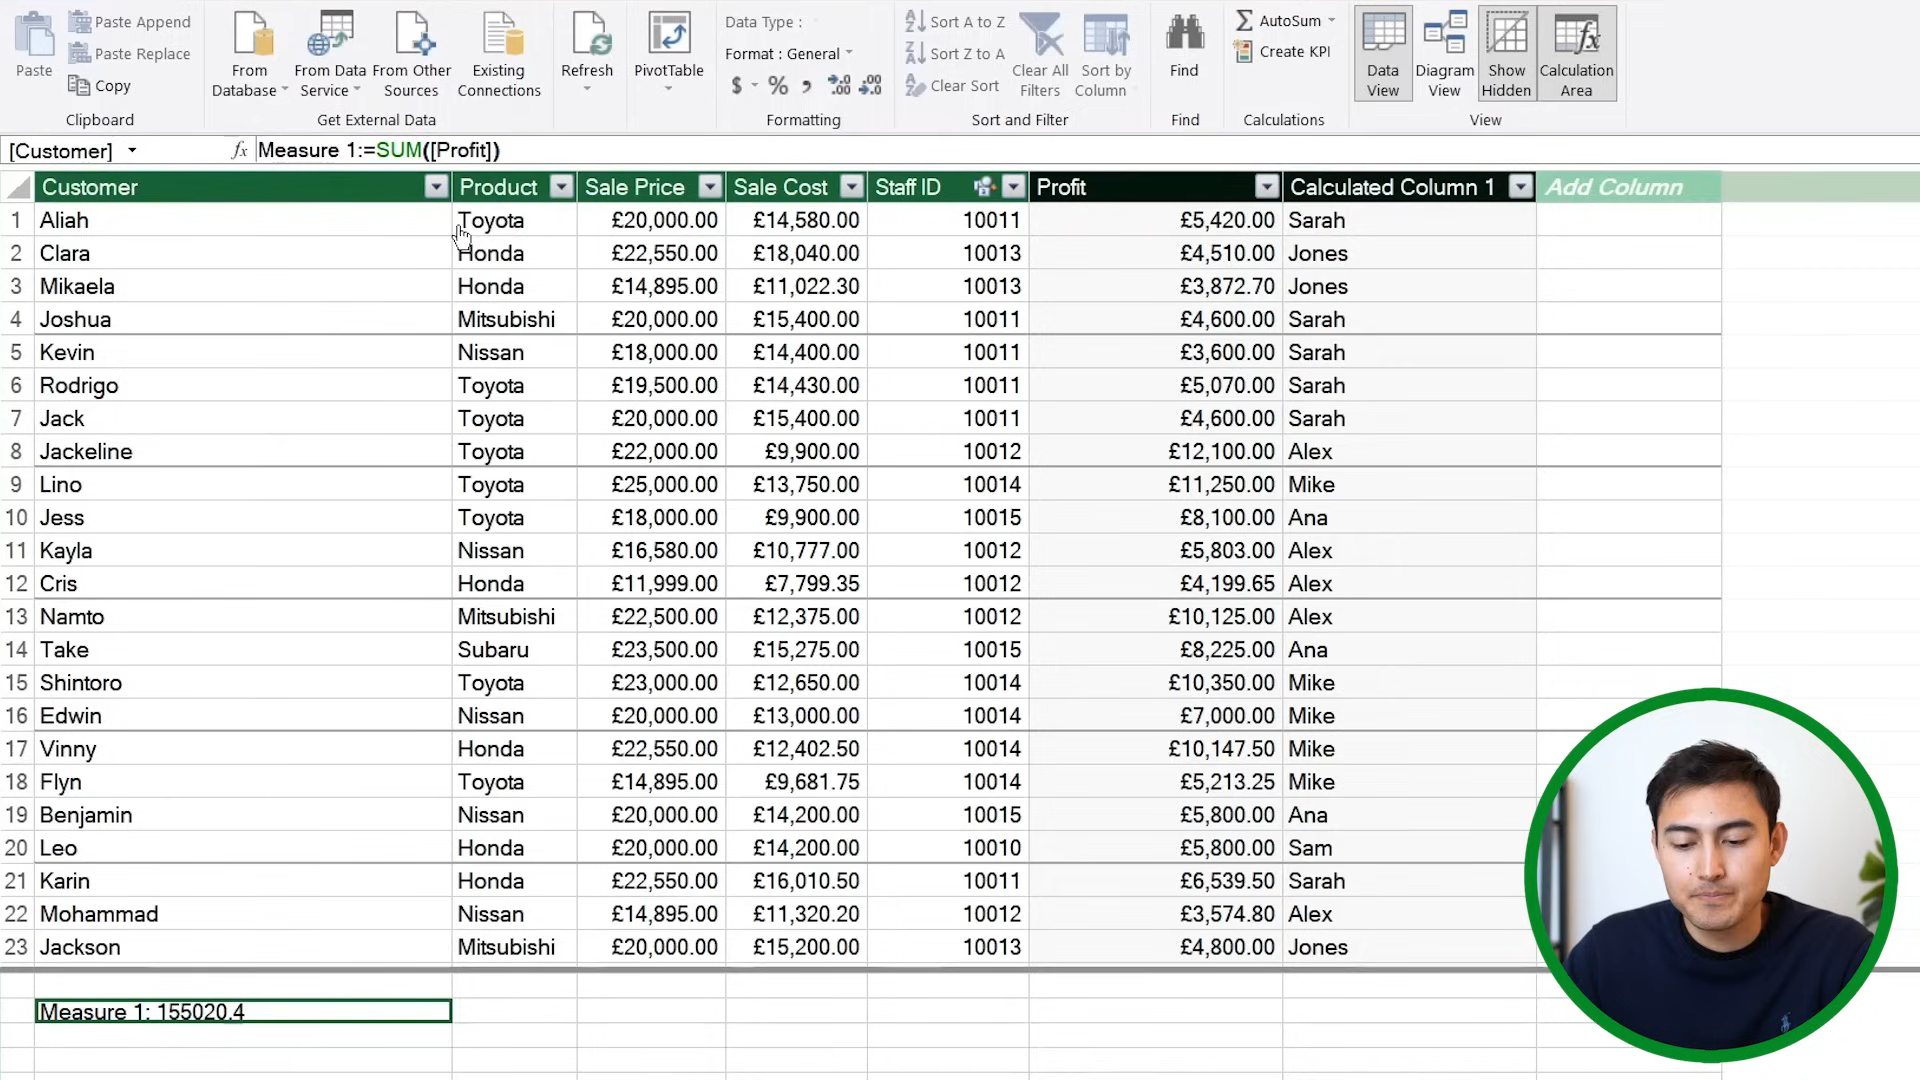 Paste
Paste Append
Paste Replace
Copy
Clipboard
From Database
From Data Service
From Other Sources
Existing Connections
Get External Data
Refresh
PivotTable
Data Type :
Format : General
$ % , .00
Formatting
Sort A to Z
Sort Z to A
Clear Sort
Clear All Filters
Sort by Column
Sort and Filter
Find
Find
AutoSum
Create KPI
Calculations
Data View
Diagram View
Show Hidden
Calculation Area
View
[Customer] fx Measure 1:=SUM([Profit])
Customer Product Sale Price Sale Cost Staff ID Profit Calculated Column 1 Add Column
1 Aliah Toyota £20,000.00 £14,580.00 10011 £5,420.00 Sarah
2 Clara Honda £22,550.00 £18,040.00 10013 £4,510.00 Jones
3 Mikaela Honda £14,895.00 £11,022.30 10013 £3,872.70 Jones
4 Joshua Mitsubishi £20,000.00 £15,400.00 10011 £4,600.00 Sarah
5 Kevin Nissan £18,000.00 £14,400.00 10011 £3,600.00 Sarah
6 Rodrigo Toyota £19,500.00 £14,430.00 10011 £5,070.00 Sarah
7 Jack Toyota £20,000.00 £15,400.00 10011 £4,600.00 Sarah
8 Jackeline Toyota £22,000.00 £9,900.00 10012 £12,100.00 Alex
9 Lino Toyota £25,000.00 £13,750.00 10014 £11,250.00 Mike
10 Jess Toyota £18,000.00 £9,900.00 10015 £8,100.00 Ana
11 Kayla Nissan £16,580.00 £10,777.00 10012 £5,803.00 Alex
12 Cris Honda £11,999.00 £7,799.35 10012 £4,199.65 Alex
13 Namto Mitsubishi £22,500.00 £12,375.00 10012 £10,125.00 Alex
14 Take Subaru £23,500.00 £15,275.00 10015 £8,225.00 Ana
15 Shintoro Toyota £23,000.00 £12,650.00 10014 £10,350.00 Mike
16 Edwin Nissan £20,000.00 £13,000.00 10014 £7,000.00 Mike
17 Vinny Honda £22,550.00 £12,402.50 10014 £10,147.50 Mike
18 Flyn Toyota £14,895.00 £9,681.75 10014 £5,213.25 Mike
19 Benjamin Nissan £20,000.00 £14,200.00 10015 £5,800.00 Ana
20 Leo Honda £20,000.00 £14,200.00 10010 £5,800.00 Sam
21 Karin Honda £22,550.00 £16,010.50 10011 £6,539.50 Sarah
22 Mohammad Nissan £14,895.00 £11,320.20 10012 £3,574.80 Alex
23 Jackson Mitsubishi £20,000.00 £15,200.00 10013 £4,800.00 Jones
Measure 1: 155020.4